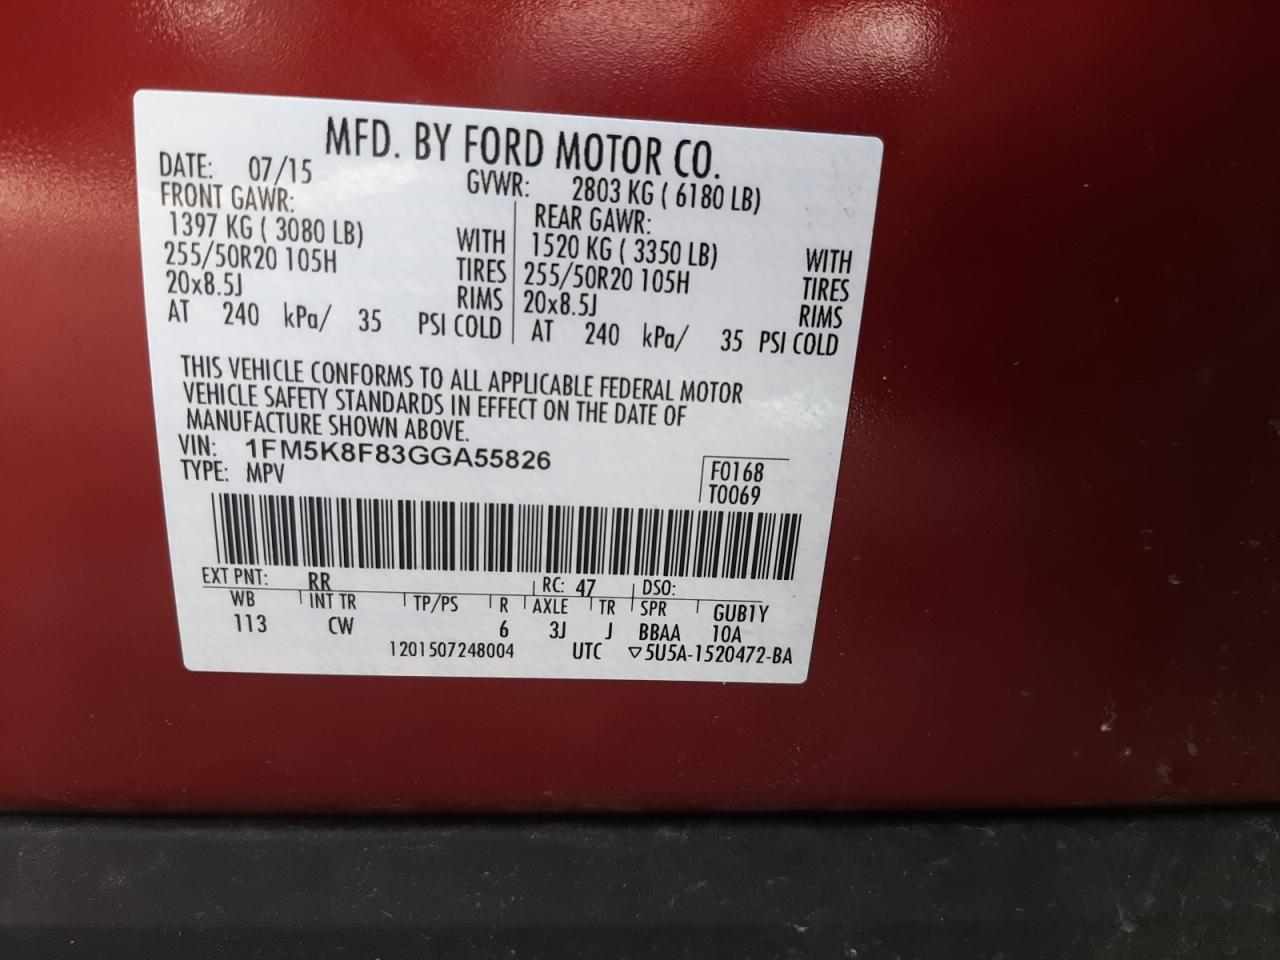 MFD. BY FORD MOTOR CO.
DATE: 07/15 GVWR: 2803 KG ( 6180 LB)
FRONT GAWR: REAR GAWR:
1397 KG ( 3080 LB) WITH 1520 KG ( 3350 LB) WITH
255/50R20 105H TIRES 255/50R20 105H TIRES
20x8.5J RIMS 20x8.5J RIMS
AT 240 kPa/ 35 PSI COLD AT 240 kPa/ 35 PSI COLD
THIS VEHICLE CONFORMS TO ALL APPLICABLE FEDERAL MOTOR
VEHICLE SAFETY STANDARDS IN EFFECT ON THE DATE OF
MANUFACTURE SHOWN ABOVE.
VIN: 1FM5K8F83GGA55826
TYPE: MPV
F0168
T0069
EXT PNT: RR RC: 47 DSO:
WB INT TR TP/PS R AXLE TR SPR GUB1Y
113 CW 6 3J J BBAA 10A
1201507248004 UTC ▽5U5A-1520472-BA